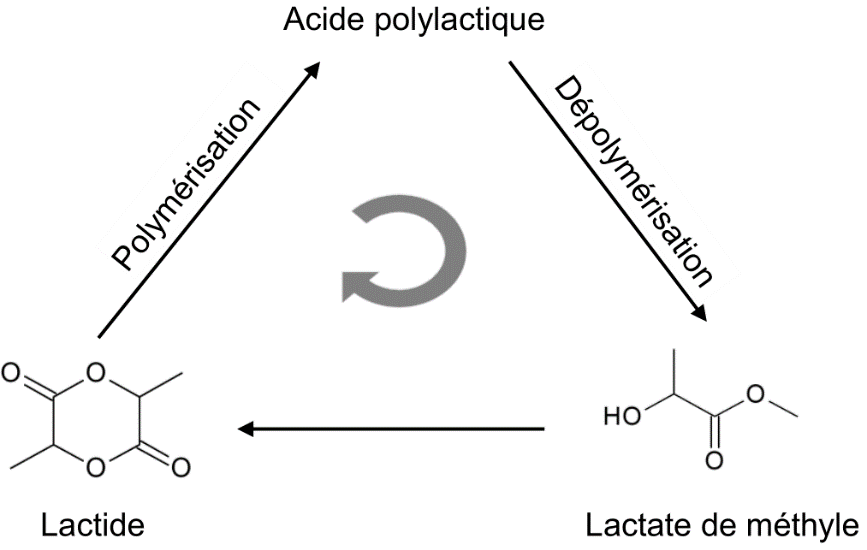 Acide polylactique
Polymérisation
Dépolymérisation
O
O
O
O
Lactide
HO
O
O
Lactate de méthyle